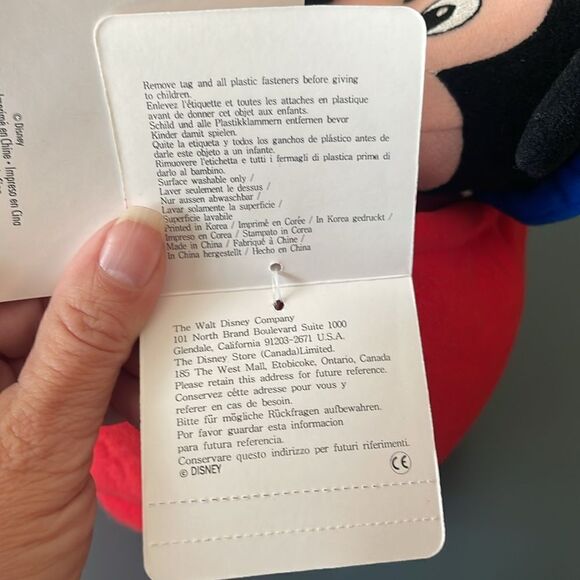 Remove tag and all plastic fasteners before giving
to children.
Enlevez l'étiquette et toutes les attaches en plastique
avant de donner cet objet aux enfants.
Schild und alle Plastikklammern entfernen bevor
Kinder damit spielen.
Quite la etiqueta y todos los ganchos de plástico antes de
darle este objeto a un infante.
Rimuovere l'etichetta e tutti i fermagli di plastica prima di
darlo al bambino.
Surface washable only /
Laver seulement le dessus /
Nur aussen abwaschbar /
Lavar solamente la superficie /
Superficie lavabile
Printed in Korea / Imprimé en Corée / In Korea gedruckt /
Impreso en Corea / Stampato in Corea
Made in China / Fabriqué à Chine /
In China hergestellt / Hecho en China
The Walt Disney Company
101 North Brand Boulevard Suite 1000
Glendale, California 91203-2671 U.S.A.
The Disney Store (Canada)Limited.
185 The West Mall, Etobicoke, Ontario, Canada
Please retain this address for future reference.
Conservez cétte adresse pour vous y
referer en cas de besoin.
Bitte für mögliche Rückfragen aufbewahren.
Por favor guardar esta informacion
para futura referencia.
Conservare questo indirizzo per futuri riferimenti.
© DISNEY
CE
© Disney
Imprimé en Chine • Impreso en Cina